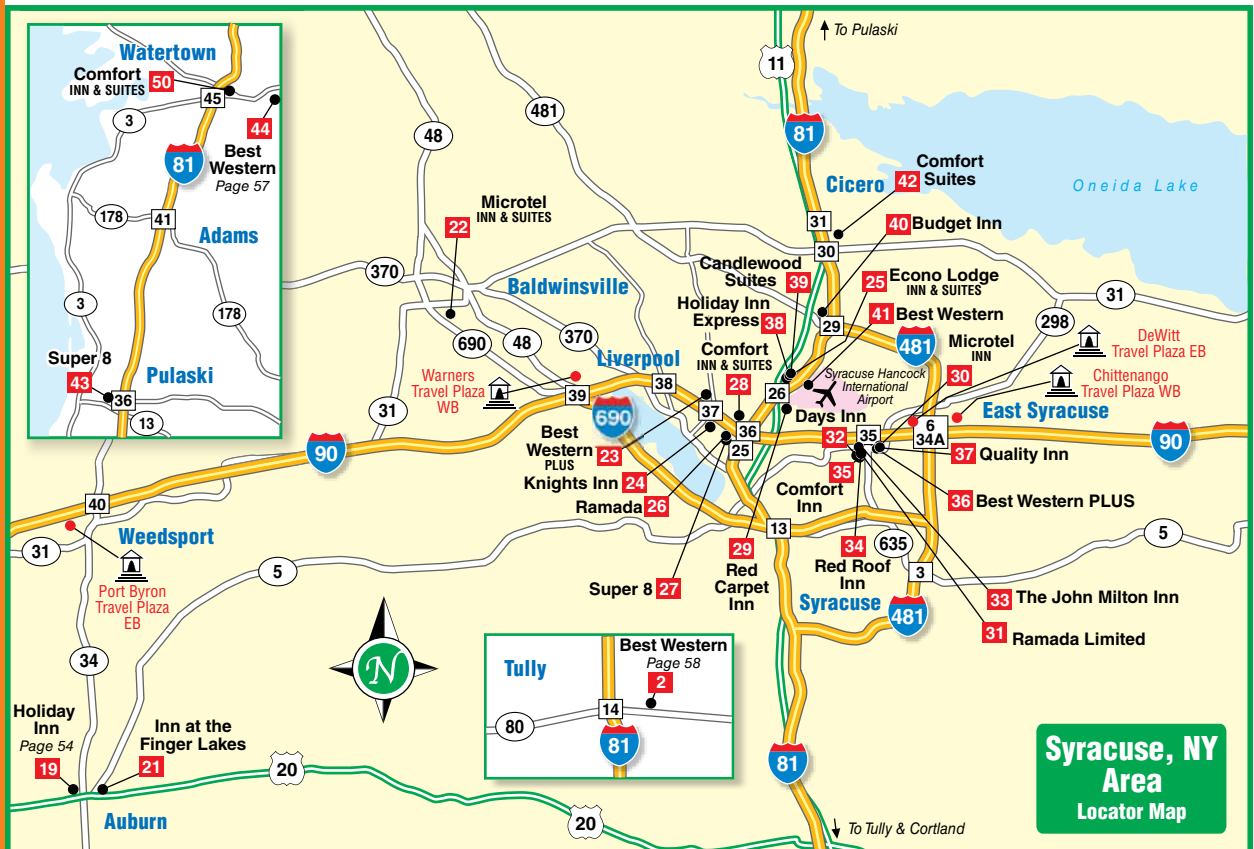 Watertown
Comfort
INN & SUITES
50
45
3
44
Best
Western
Page 57
81
178
41
Adams
3
178
Super 8
43
Pulaski
36
13
To Pulaski
11
481
48
81
Cicero
42
Comfort
Suites
Oneida Lake
Microtel
INN & SUITES
22
31
40
Budget Inn
30
370
Candlewood
Suites
39
25
Econo Lodge
INN & SUITES
Baldwinsville
Holiday Inn
Express
38
41
Best Western
31
298
29
481
690
48
370
Liverpool
Comfort
INN & SUITES
28
Microtel
INN
30
DeWitt
Travel Plaza EB
Syracuse Hancock
International
Airport
Warners
Travel Plaza
WB
39
38
26
Chittenango
Travel Plaza WB
31
690
37
Days Inn
East Syracuse
6
34A
90
Best
Western
PLUS
23
36
25
32
35
90
37
Quality Inn
Knights Inn
24
35
Comfort
Inn
36
Best Western PLUS
Ramada
26
40
13
Weedsport
31
5
34
Red Roof
Inn
635
5
29
Red
Carpet
Inn
3
Port Byron
Travel Plaza
EB
Super 8
27
Syracuse
481
33
The John Milton Inn
31
Ramada Limited
34
N
Tully
Best Western
Page 58
2
14
80
81
Holiday
Inn
Page 54
19
Inn at the
Finger Lakes
21
20
81
Auburn
20
To Tully & Cortland
Syracuse, NY
Area
Locator Map